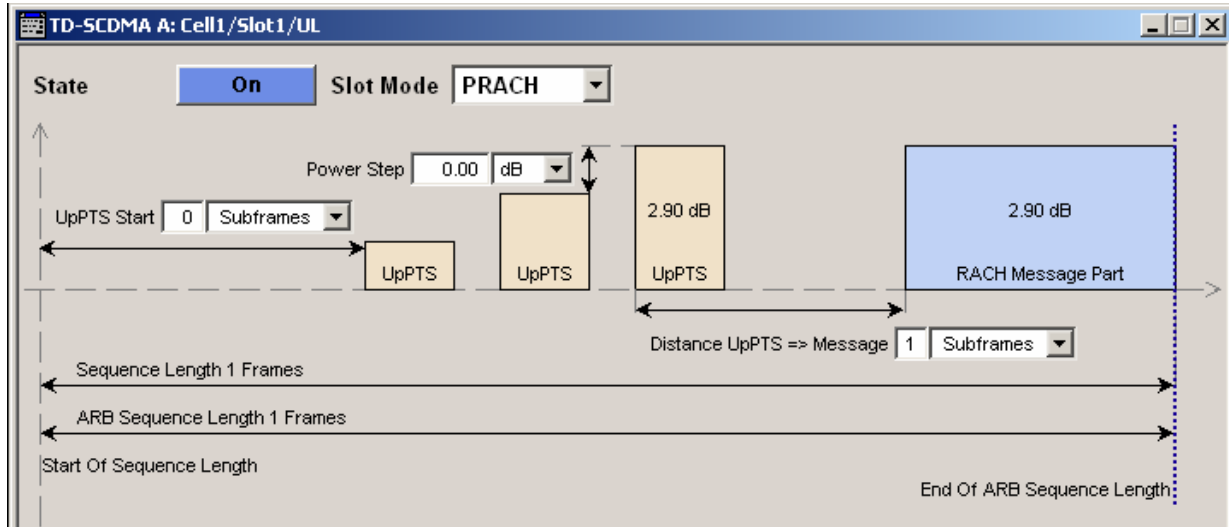 TD-SCDMA A: Cell1/Slot1/UL
State On Slot Mode PRACH
Power Step 0.00 dB
UpPTS Start 0 Subframes
2.90 dB 2.90 dB
UpPTS UpPTS UpPTS RACH Message Part
Distance UpPTS => Message 1 Subframes
Sequence Length 1 Frames
ARB Sequence Length 1 Frames
Start Of Sequence Length
End Of ARB Sequence Length